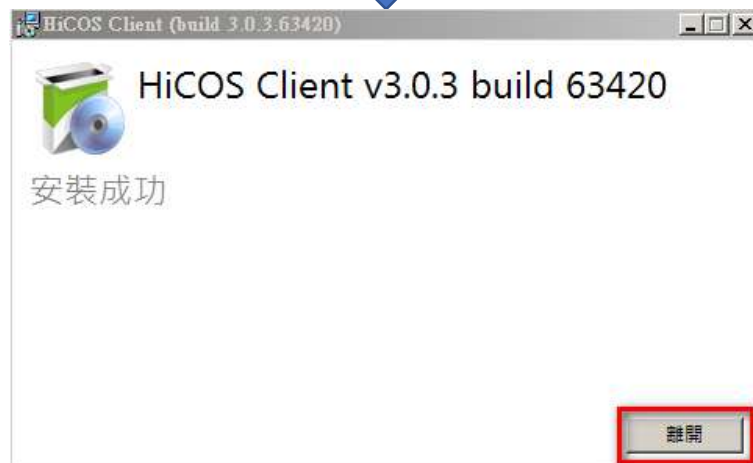 HiCOS Client (build 3.0.3.63420)
HiCOS Client v3.0.3 build 63420
安裝成功
離開